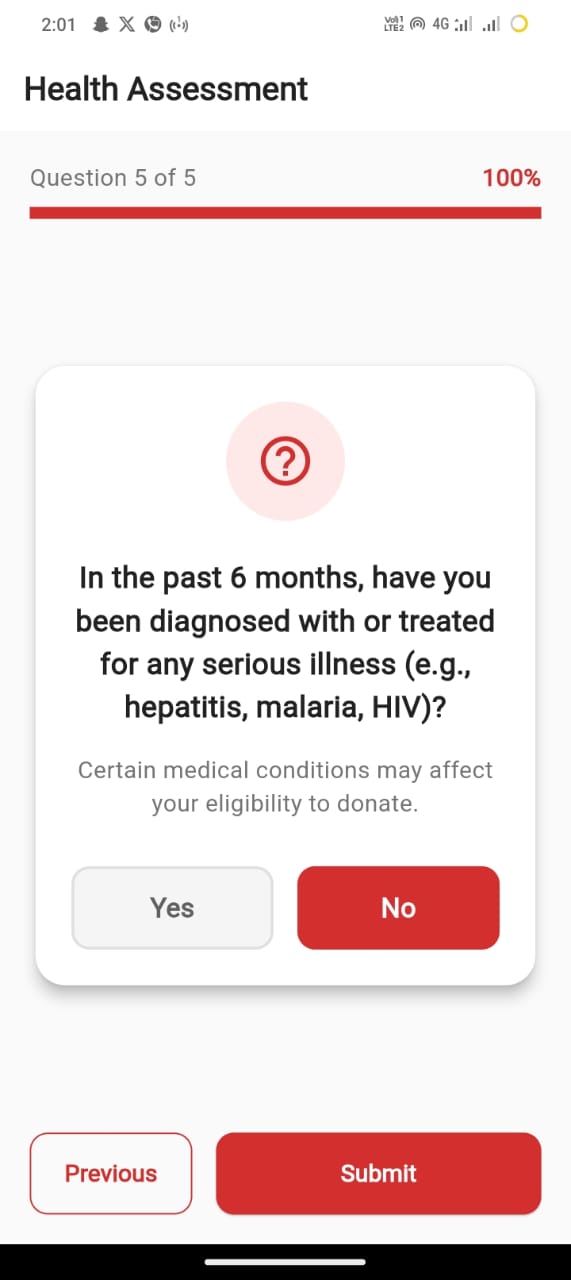 2:01
Vo)) 1
LTE2
4G
Health Assessment
Question 5 of 5
100%
In the past 6 months, have you
been diagnosed with or treated
for any serious illness (e.g.,
hepatitis, malaria, HIV)?
Certain medical conditions may affect
your eligibility to donate.
Yes
No
Previous
Submit